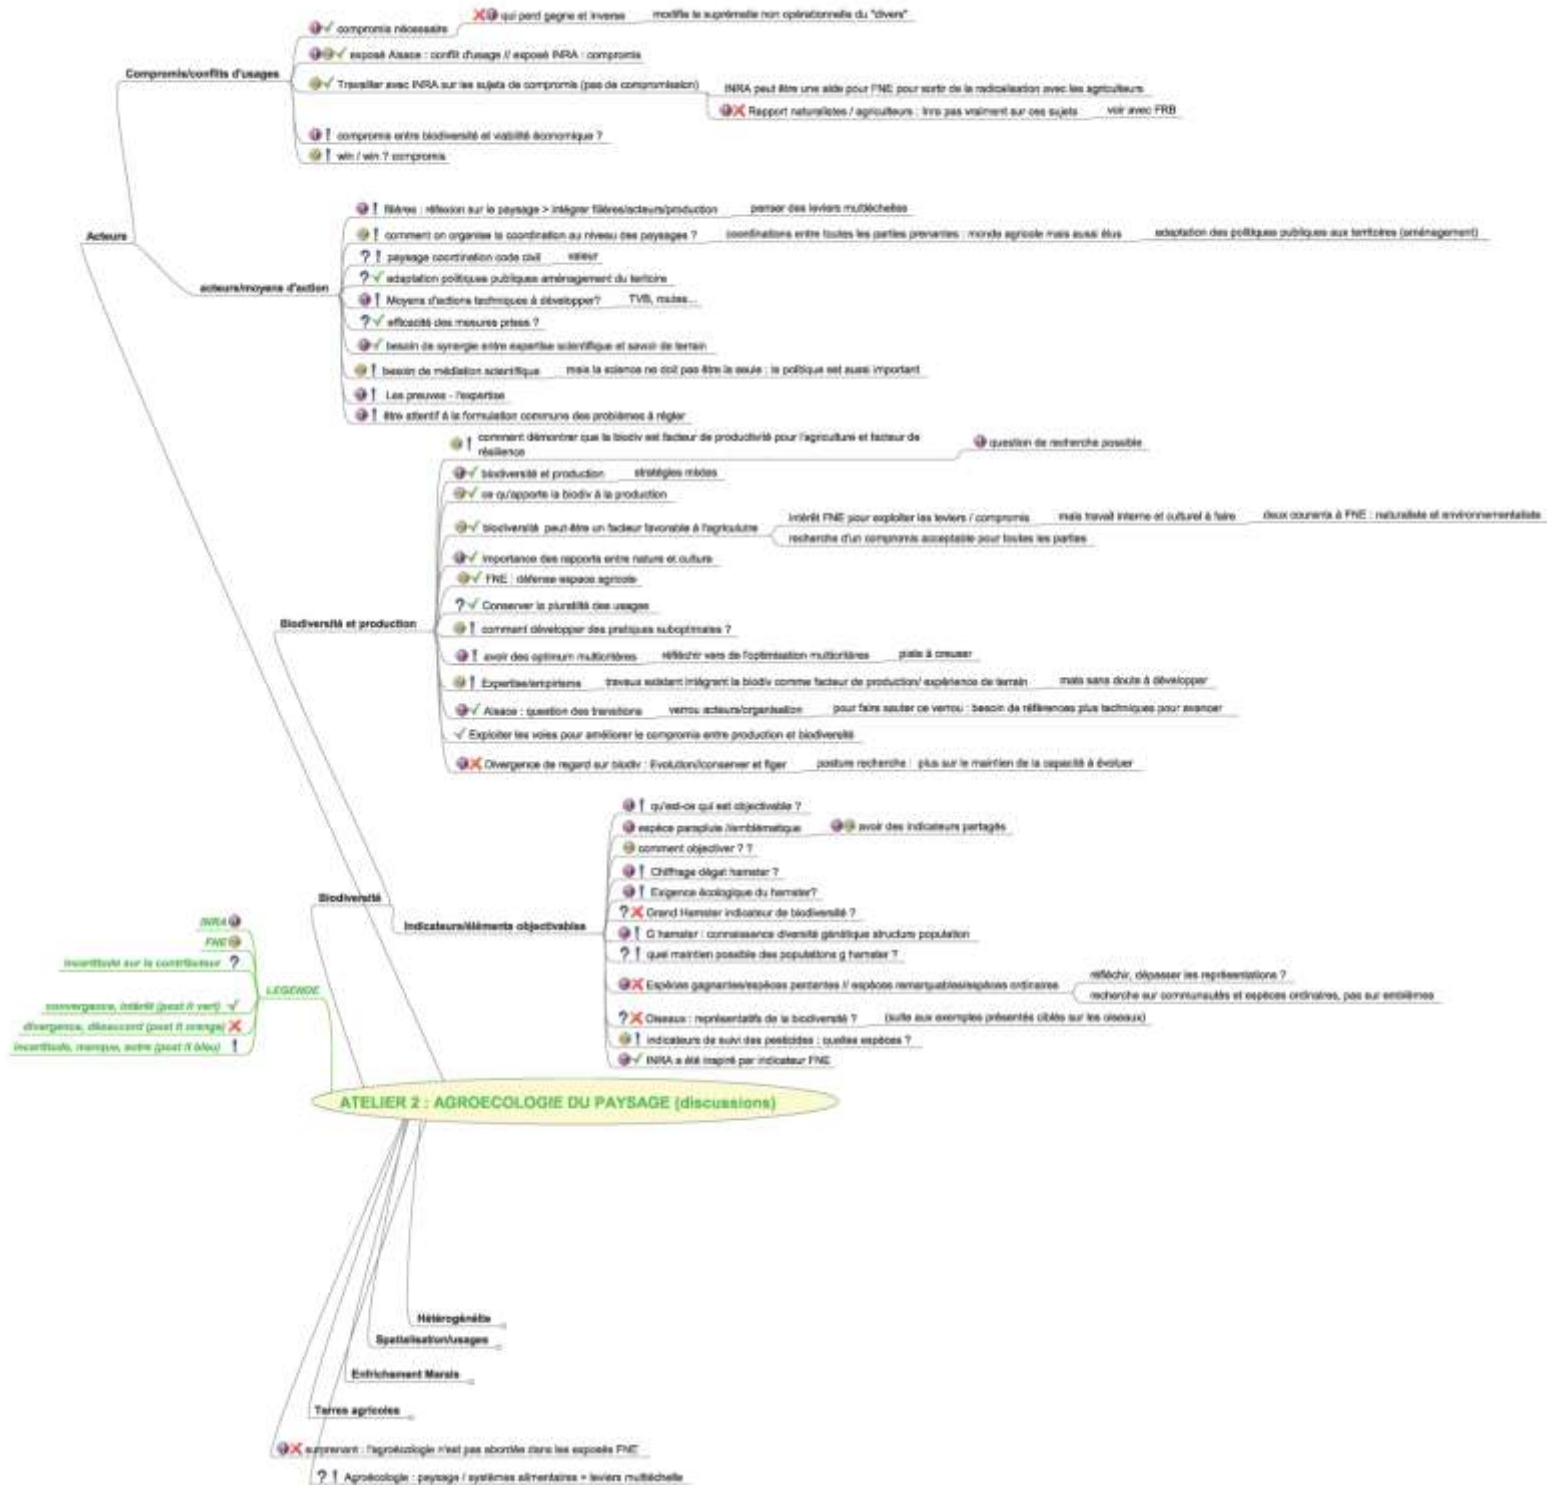 compromis nécessaire
qui perd gagne et inverse
modifie la suprématie non opérationnelle du "divers"
exposé Alsace : conflit d'usage // exposé INRA : compromis
Compromis/conflits d'usages
Travailler avec INRA sur les sujets de compromis (pas de compromission)
INRA peut être une aide pour FNE pour sortir de la radicalisation avec les agriculteurs
Rapport naturalistes / agriculteurs : Inra pas vraiment sur ces sujets
voir avec FRB
compromis entre biodiversité et viabilité économique ?
win / win ? compromis
Acteurs
filières : réflexion sur le paysage > intégrer filières/acteurs/production
penser des leviers multiéchelles
comment on organise la coordination au niveau des paysages ?
coordinations entre toutes les parties prenantes : monde agricole mais aussi élus
adaptation des politiques publiques aux territoires (aménagement)
paysage coordination code civil
valeur
adaptation politiques publiques aménagement du territoire
acteurs/moyens d'action
Moyens d'actions techniques à développer?
TVB, mules...
efficacité des mesures prises ?
besoin de synergie entre expertise scientifique et savoir de terrain
besoin de médiation scientifique
mais la science ne doit pas être la seule : le politique est aussi important
Les preuves - l'expertise
être attentif à la formulation commune des problèmes à régler
comment démontrer que la biodiv est facteur de productivité pour l'agriculture et facteur de
résilience
question de recherche possible
biodiversité et production
stratégies mixtes
ce qu'apporte la biodiv à la production
biodiversité peut-être un facteur favorable à l'agriculutre
Intérêt FNE pour exploiter les leviers / compromis
mais travail interne et culturel à faire
deux courants à FNE : naturaliste et environnementaliste
recherche d'un compromis acceptable pour toutes les parties
importance des rapports entre nature et culture
FNE : défense espace agricole
Conserver la pluralité des usages
Biodiversité et production
comment développer des pratiques suboptimales ?
avoir des optimum multicritères
réfléchir vers de l'optimisation multicritères
piste à creuser
Expertise/empirisme
travaux existant intégrant la biodiv comme facteur de production/ expérience de terrain
mais sans doute à développer
Alsace : question des transitions
verrou acteurs/organisation
pour faire sauter ce verrou : besoin de références plus techniques pour avancer
Exploiter les voies pour améliorer le compromis entre production et biodiversité
Divergence de regard sur biodiv : Evolution//conserver et figer
posture recherche : plus sur le maintien de la capacité à évoluer
qu'est-ce qui est objectivable ?
espèce parapluie /emblématique
avoir des indicateurs partagés
comment objectiver ? ?
Chiffrage dégat hamster ?
Exigence écologique du hamster?
Biodiversité
Grand Hamster indicateur de biodiversité ?
Indicateurs/éléments objectivables
G hamster : connaissance diversité génétique structure population
quel maintien possible des populations g hamster ?
Espèces gagnantes/espèces perdantes // espèces remarquables/espèces ordinaires
réfléchir, dépasser les représentations ?
recherche sur communautés et espèces ordinaires, pas sur emblèmes
Oiseaux : représentatifs de la biodiversité ?
(suite aux exemples présentés ciblés sur les oiseaux)
indicateurs de suivi des pesticides : quelles espèces ?
INRA a été inspiré par indicateur FNE
INRA
FNE
incertitude sur le contributeur ?
LEGENDE
convergence, intérêt (post it vert)
divergence, désaccord (post it orange)
incertitude, manque, autre (post it bleu) !
ATELIER 2 : AGROECOLOGIE DU PAYSAGE (discussions)
Hétérogénéite
Spatialisation/usages
Enfrichement Marais
Terres agricoles
surprenant : l'agroécologie n'est pas abordée dans les exposés FNE
Agroécologie : paysage / systèmes alimentaires = leviers multiéchelle